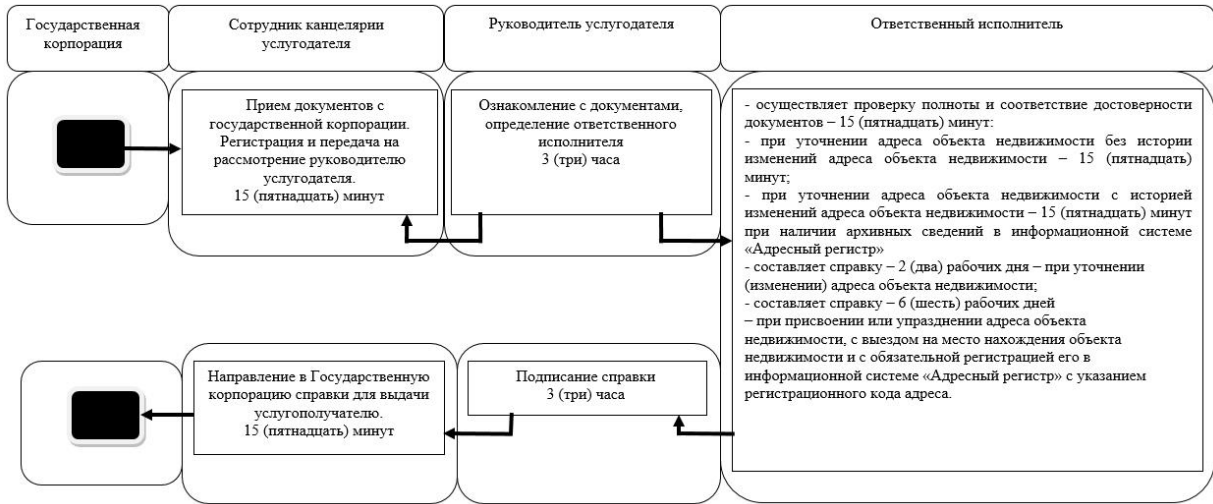 Государственная
корпорация
Сотрудник канцелярии
услугодателя
Руководитель услугодателя
Ответственный исполнитель
Прием документов с
государственной корпорации.
Регистрация и передача на
рассмотрение руководителю
услугодателя.
15 (пятнадцать) минут
Ознакомление с документами,
определение ответственного
исполнителя
3 (три) часа
- осуществляет проверку полноты и соответствие достоверности
документов – 15 (пятнадцать) минут:
- при уточнении адреса объекта недвижимости без истории
изменений адреса объекта недвижимости – 15 (пятнадцать)
минут;
- при уточнении адреса объекта недвижимости с историей
изменений адреса объекта недвижимости – 15 (пятнадцать) минут
при наличии архивных сведений в информационной системе
«Адресный регистр»
- составляет справку – 2 (два) рабочих дня – при уточнении
(изменении) адреса объекта недвижимости;
- составляет справку – 6 (шесть) рабочих дней
– при присвоении или упразднении адреса объекта
недвижимости, с выездом на место нахождения объекта
недвижимости и с обязательной регистрацией его в
информационной системе «Адресный регистр» с указанием
регистрационного кода адреса.
Направление в Государственную
корпорацию справки для выдачи
услугополучателю.
15 (пятнадцать) минут
Подписание справки
3 (три) часа